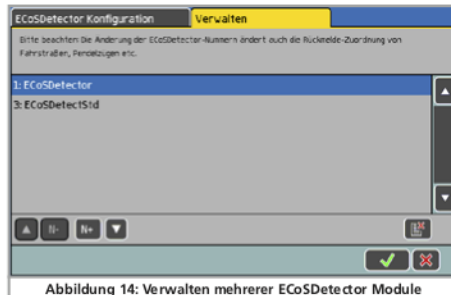 ECoSDetector Konfiguration
Verwalten
Bitte beachten Die Änderung der ECoSDetector-Nummern ändert auch die Rückmelde-Zuordnung von
Fahrstraßen, Pendelzügen etc.
1: ECoSDetector
3: ECoSDetectStd
N-
N+
Abbildung 14: Verwalten mehrerer ECoSDetector Module